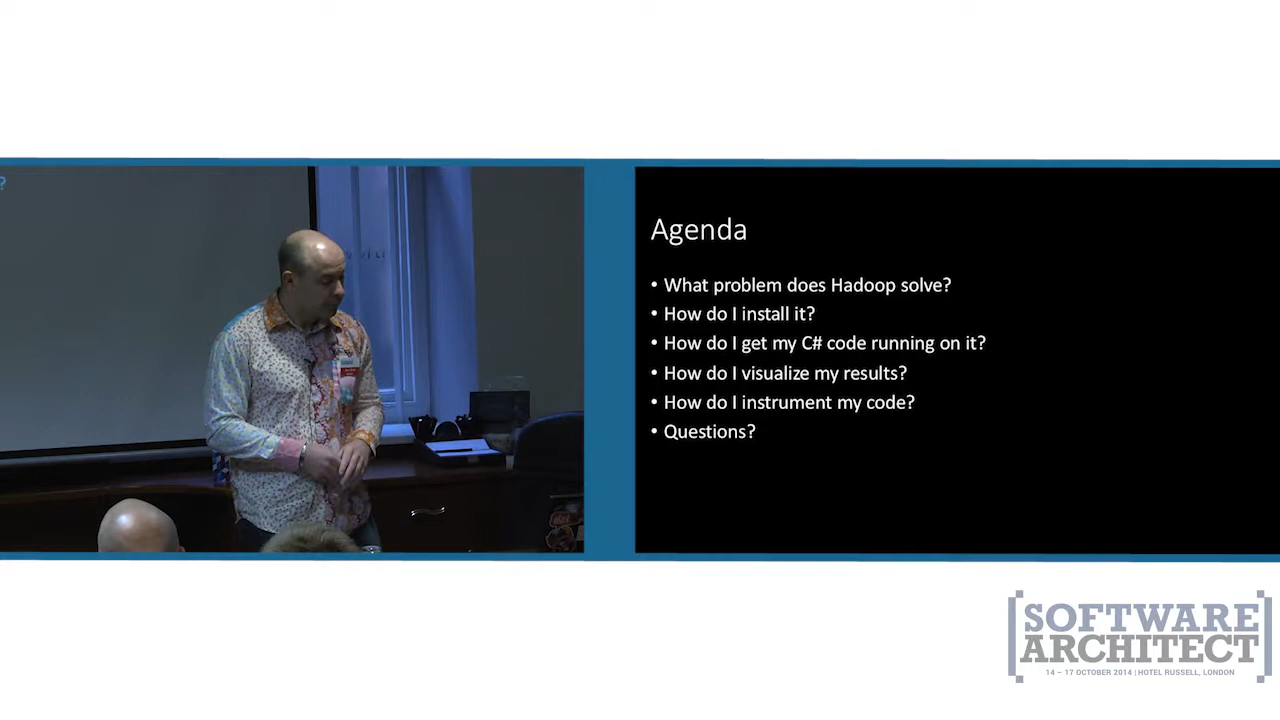 ?
Agenda
• What problem does Hadoop solve?
• How do I install it?
• How do I get my C# code running on it?
• How do I visualize my results?
• How do I instrument my code?
• Questions?
[SOFTWARE
ARCHITECT]
14 – 17 OCTOBER 2014 | HOTEL RUSSELL, LONDON